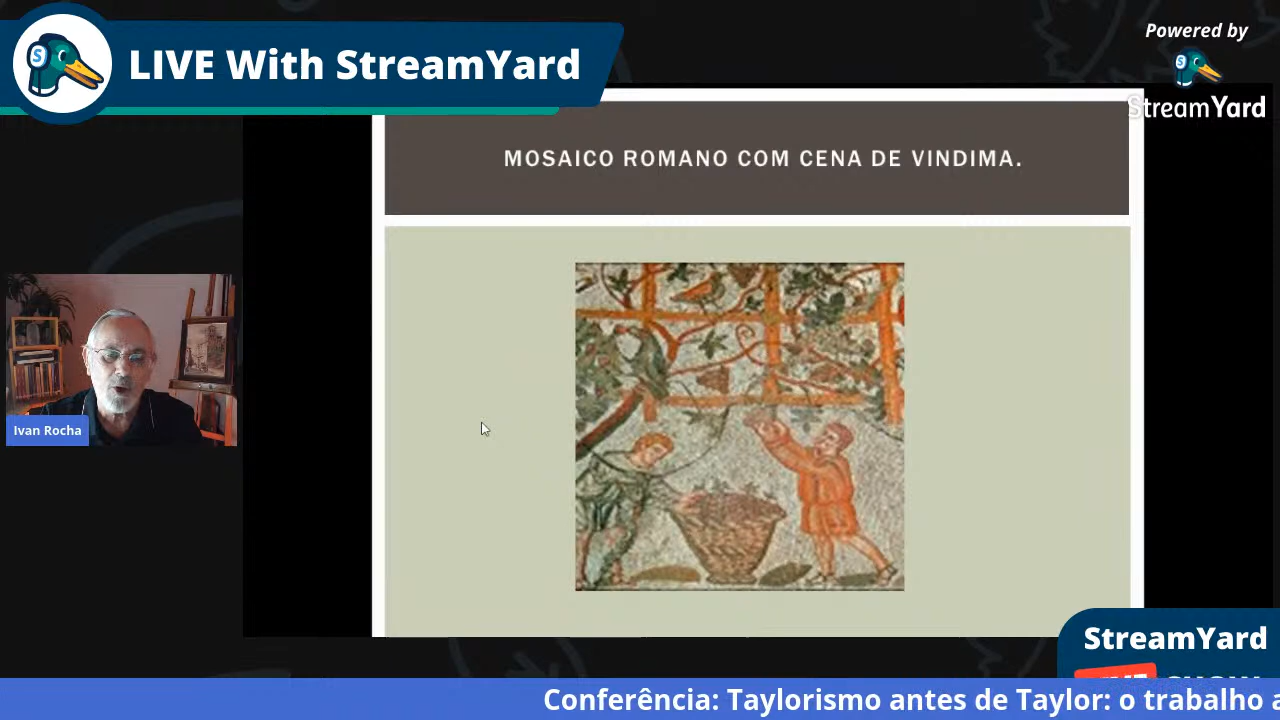 LIVE With StreamYard
Powered by
StreamYard
MOSAICO ROMANO COM CENA DE VINDIMA.
Ivan Rocha
StreamYard
Conferência: Taylorismo antes de Taylor: o trabalho a